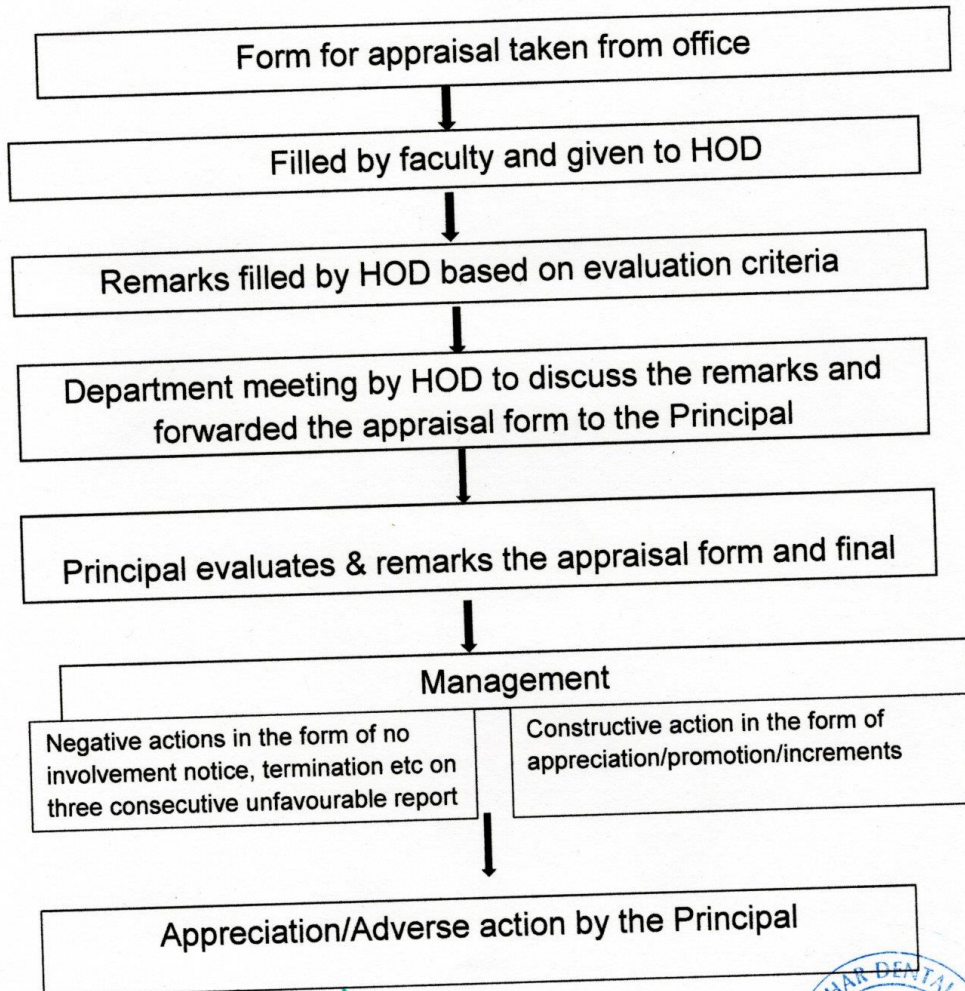 Form for appraisal taken from office
Filled by faculty and given to HOD
Remarks filled by HOD based on evaluation criteria
Department meeting by HOD to discuss the remarks and
forwarded the appraisal form to the Principal
Principal evaluates & remarks the appraisal form and final
Management
Negative actions in the form of no
involvement notice, termination etc on
three consecutive unfavourable report
Constructive action in the form of
appreciation/promotion/increments
Appreciation/Adverse action by the Principal
DENTAL